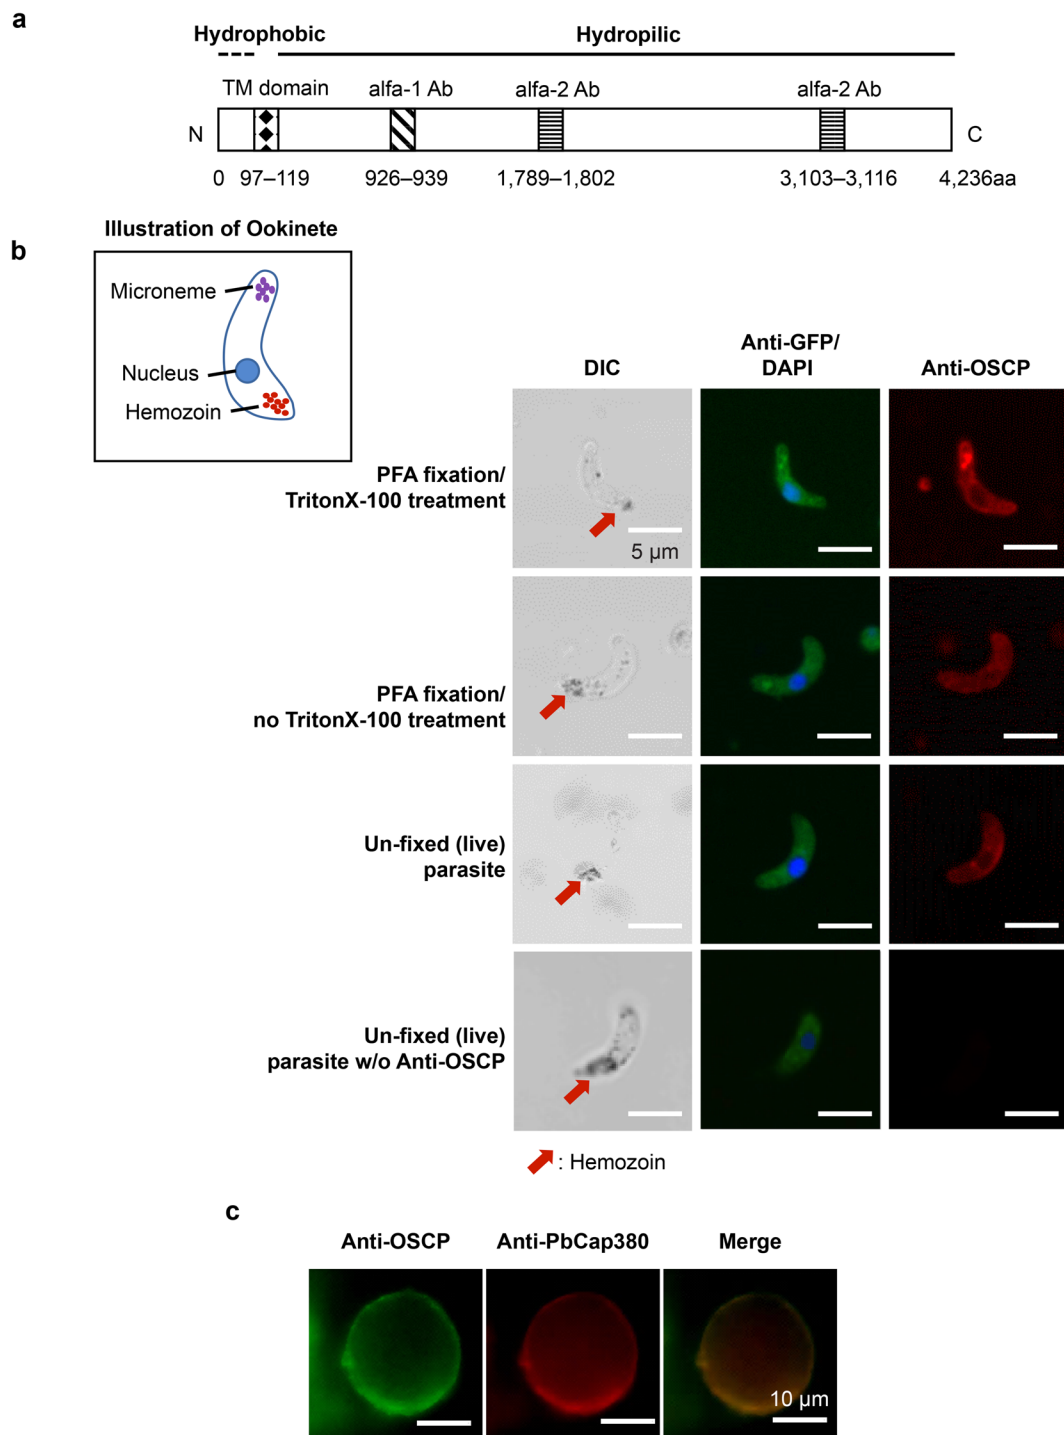 a
Hydrophobic
Hydropilic
TM domain
alfa-1 Ab
alfa-2 Ab
alfa-2 Ab
N
C
0
97–119
926–939
1,789–1,802
3,103–3,116
4,236aa
b
Illustration of Ookinete
Microneme
Nucleus
Hemozoin
DIC
Anti-GFP/
DAPI
Anti-OSCP
PFA fixation/
TritonX-100 treatment
5 µm
PFA fixation/
no TritonX-100 treatment
Un-fixed (live)
parasite
Un-fixed (live)
parasite w/o Anti-OSCP
: Hemozoin
c
Anti-OSCP
Anti-PbCap380
Merge
10 µm